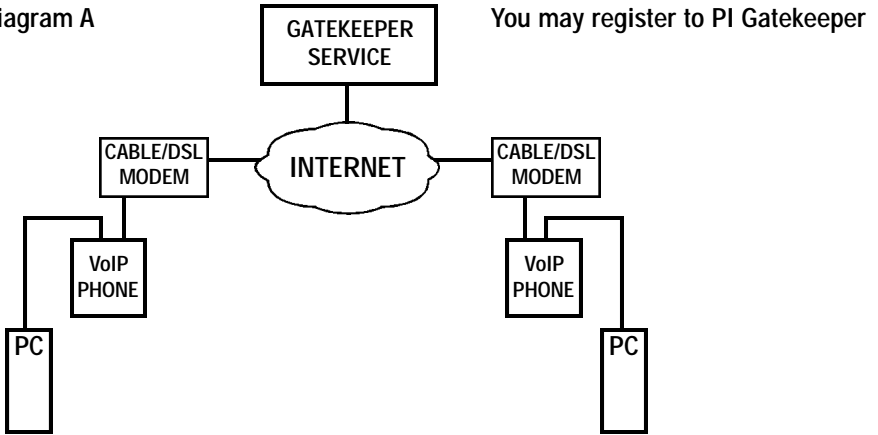 iagram A
You may register to PI Gatekeeper
GATEKEEPER
SERVICE
CABLE/DSL
MODEM
INTERNET
CABLE/DSL
MODEM
VoIP
PHONE
VoIP
PHONE
PC
PC